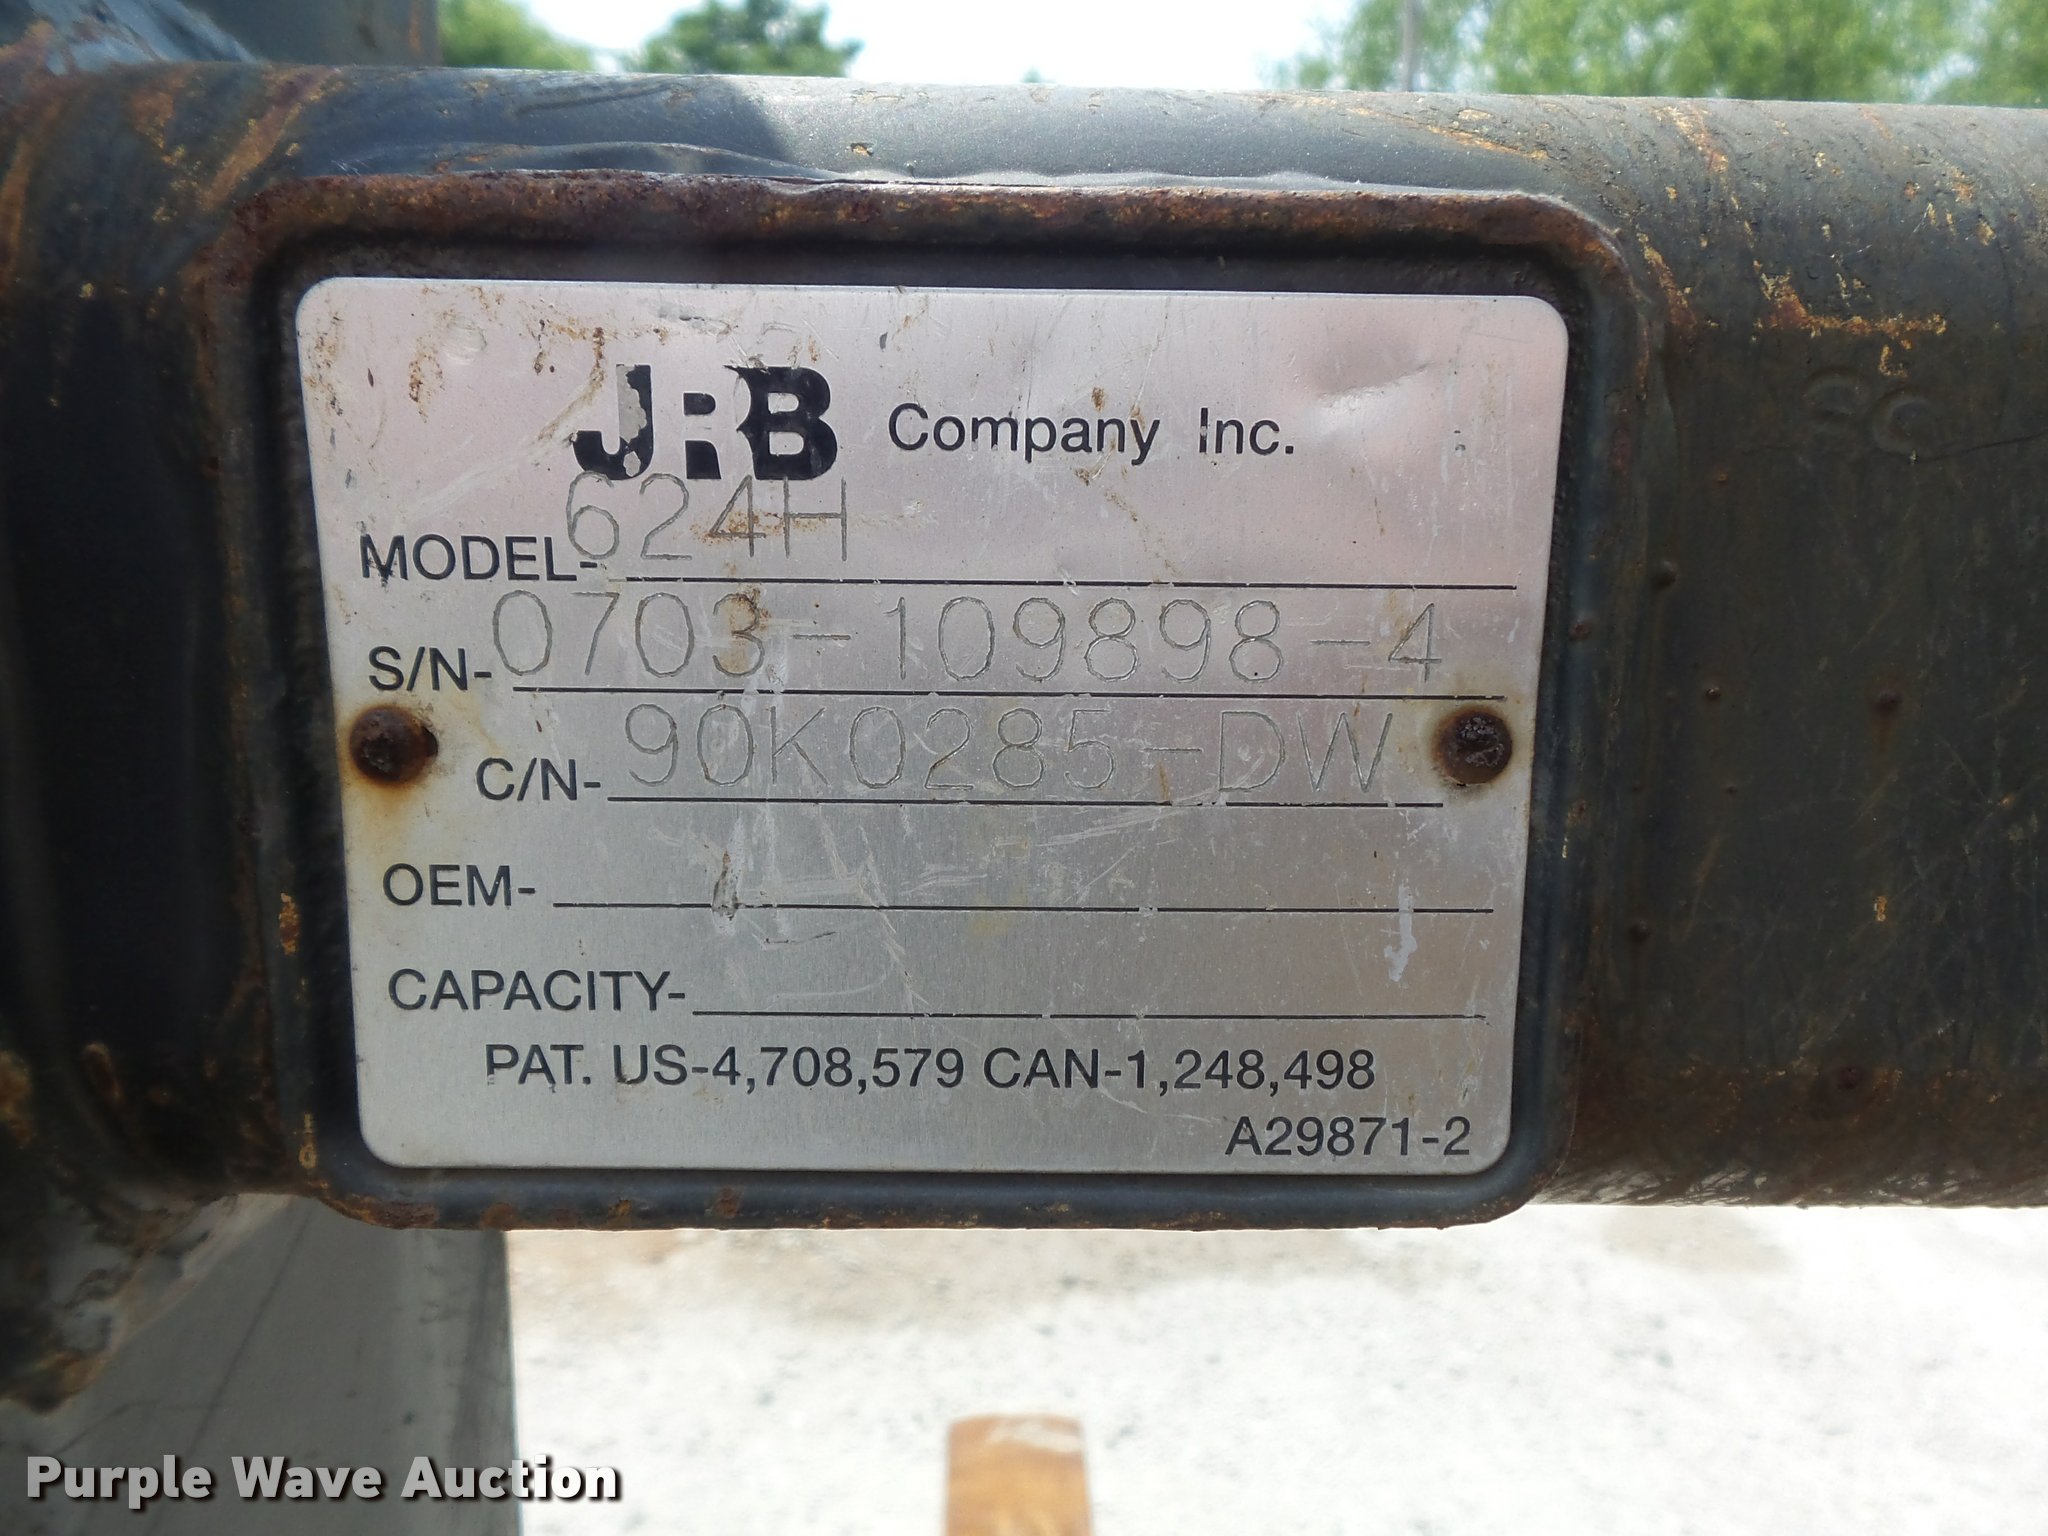 JRB Company Inc.
MODEL- 624H
S/N- 0703-109898-4
C/N- 90K0285-DW
OEM-
CAPACITY-
PAT. US-4,708,579 CAN-1,248,498
A29871-2
Purple Wave Auction